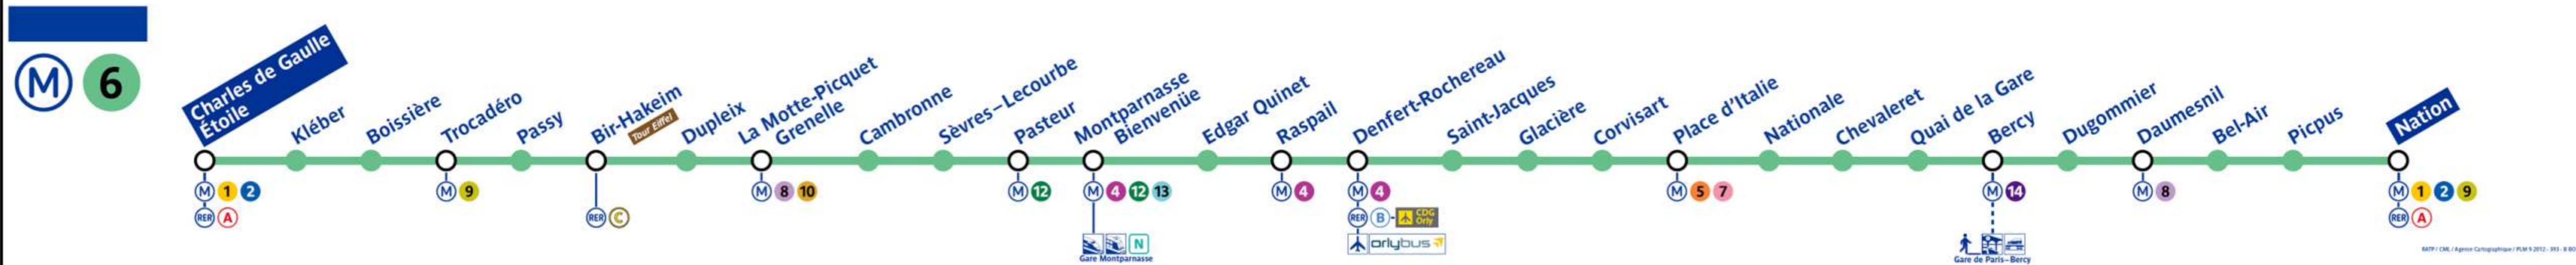 M 6
Charles de Gaulle
Étoile
Kléber
Boissière
Trocadéro
Passy
Bir-Hakeim
Tour Eiffel
Dupleix
La Motte-Picquet
Grenelle
Cambronne
Sèvres–Lecourbe
Pasteur
Montparnasse
Bienvenüe
Edgar Quinet
Raspail
Denfert-Rochereau
Saint-Jacques
Glacière
Corvisart
Place d'Italie
Nationale
Chevaleret
Quai de la Gare
Bercy
Dugommier
Daumesnil
Bel-Air
Picpus
Nation
M 1 2
RER A
M 9
RER C
M 8 10
M 12
M 4 12 13
N
Gare Montparnasse
M 4
M 4
RER B - CDG
Orly
orlybus
M 5 7
M 14
Gare de Paris–Bercy
M 8
M 1 2 9
RER A